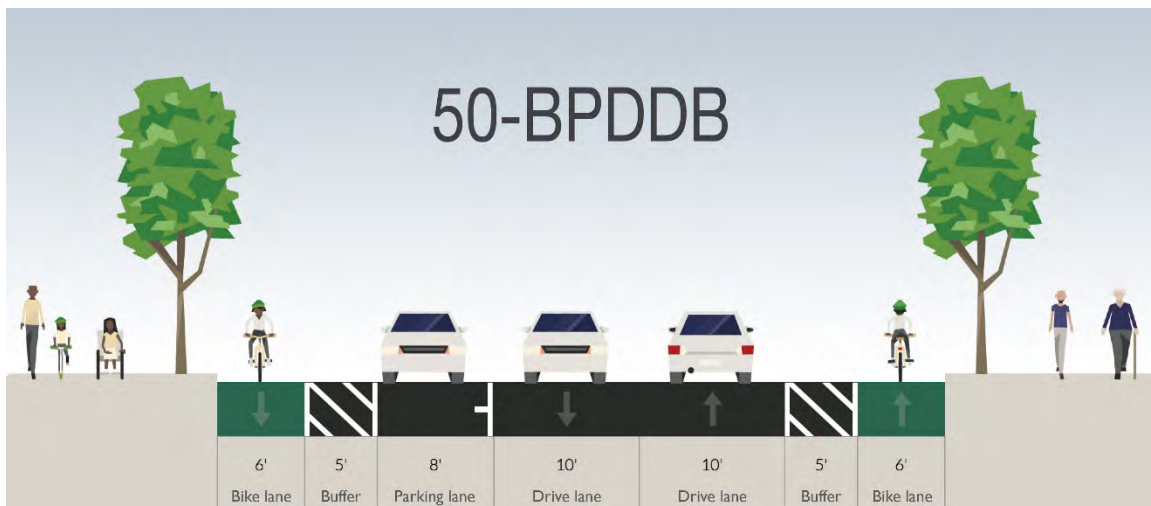 50-BPDDB
6' 5' 8' 10' 10' 5' 6'
Bike lane Buffer Parking lane Drive lane Drive lane Buffer Bike lane